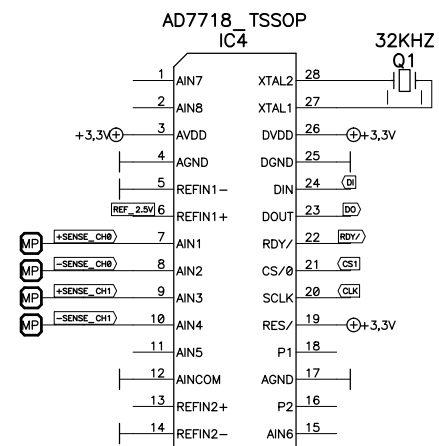 AD7718_TSSOP
IC4
32KHZ
Q1
1 AIN7 XTAL2 28
2 AIN8 XTAL1 27
+3,3V 3 AVDD DVDD 26 +3,3V
4 AGND DGND 25
5 REFIN1- DIN 24 DI
REF_2.5V 6 REFIN1+ DOUT 23 DO
MP +SENSE_CH0 7 AIN1 RDY/ 22 RDY/
MP -SENSE_CH0 8 AIN2 CS/0 21 CS1
MP +SENSE_CH1 9 AIN3 SCLK 20 CLK
MP -SENSE_CH1 10 AIN4 RES/ 19 +3,3V
11 AIN5 P1 18
12 AINCOM AGND 17
13 REFIN2+ P2 16
14 REFIN2- AIN6 15